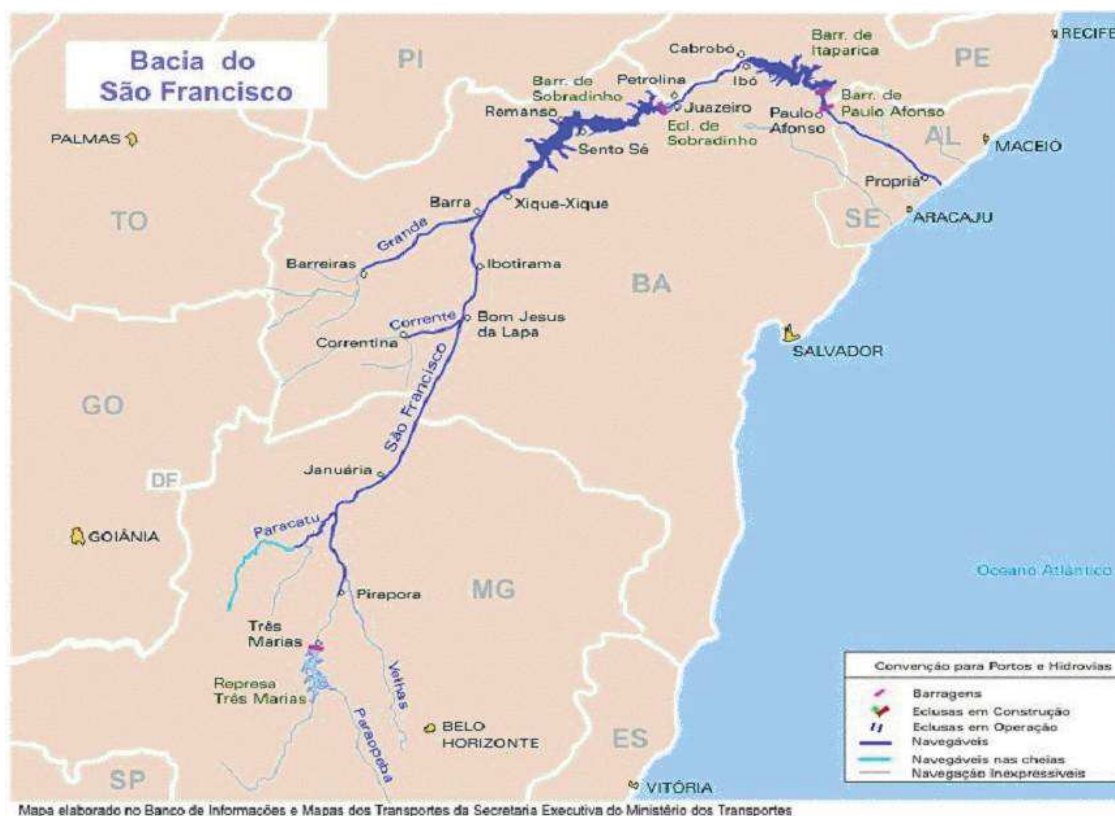 Bacia do
São Francisco
PI
Cabrobó
Barr. de
Itaparica
RECIFE
PE
Barr. de
Sobradinho
Petrolina
Ibó
Remanso
Juazeiro
Paulo
Afonso
Barr. de
Paulo Afonso
PALMAS
Ecl. de
Sobradinho
Sento Sé
AL
MACEIÓ
Propriá
Barra
Xique-Xique
SE
ARACAJU
TO
Grande
Barreiras
Ibotirama
BA
Corrente
Correntina
Bom Jesus
da Lapa
SALVADOR
São Francisco
GO
Januária
DF
Paracatu
GOIÂNIA
Oceano Atlântico
Pirapora
MG
Três
Marias
Represa
Três Marias
Velhas
Paraopeba
BELO
HORIZONTE
ES
SP
VITÓRIA
Convenção para Portos e Hidrovias
Barragens
Eclusas em Construção
Eclusas em Operação
Navegáveis
Navegáveis nas cheias
Navegação Inexpressíveis
Mapa elaborado no Banco de Informações e Mapas dos Transportes da Secretaria Executiva do Ministério dos Transportes